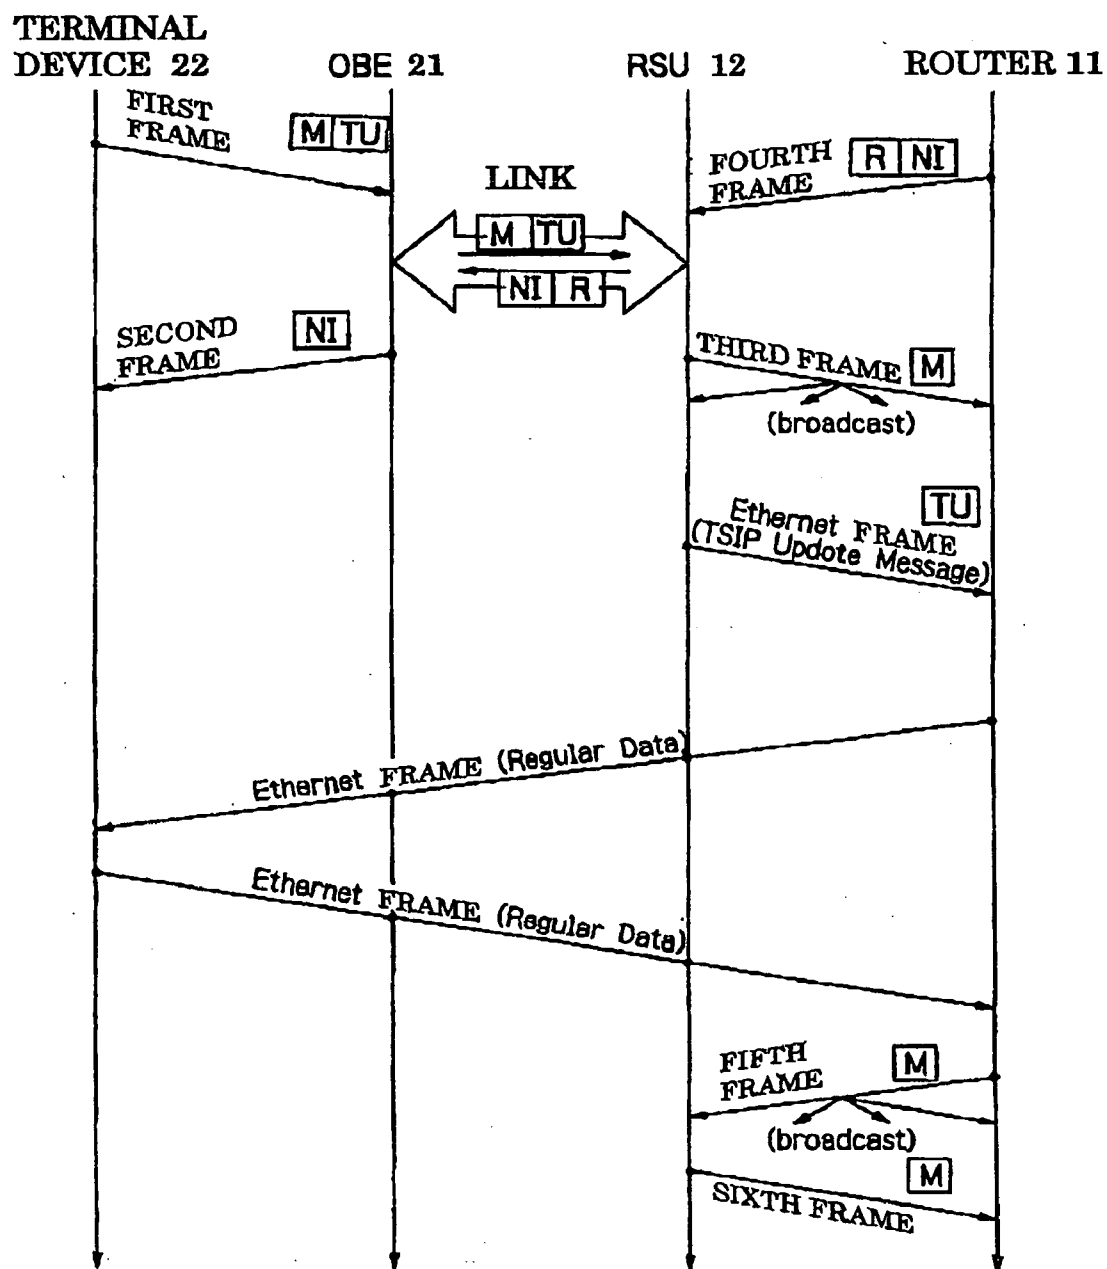 TERMINAL
DEVICE 22
OBE 21
RSU 12
ROUTER 11
FIRST
FRAME
M TU
FOURTH
FRAME
R NI
LINK
M TU
NI R
SECOND
FRAME
NI
THIRD FRAME M
(broadcast)
TU
Ethernet FRAME
(TSIP Updote Message)
Ethernet FRAME (Regular Data)
Ethernet FRAME (Regular Data)
FIFTH
FRAME
M
(broadcast)
M
SIXTH FRAME